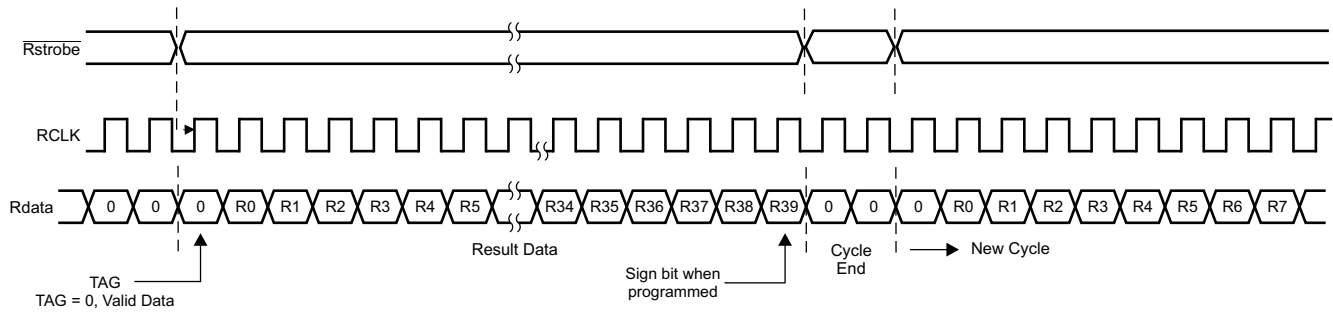 Rstrobe
RCLK
Rdata 0 0 0 R0 R1 R2 R3 R4 R5 R34 R35 R36 R37 R38 R39 0 0 0 R0 R1 R2 R3 R4 R5 R6 R7
TAG
TAG = 0, Valid Data
Result Data
Sign bit when
programmed
Cycle
End
New Cycle